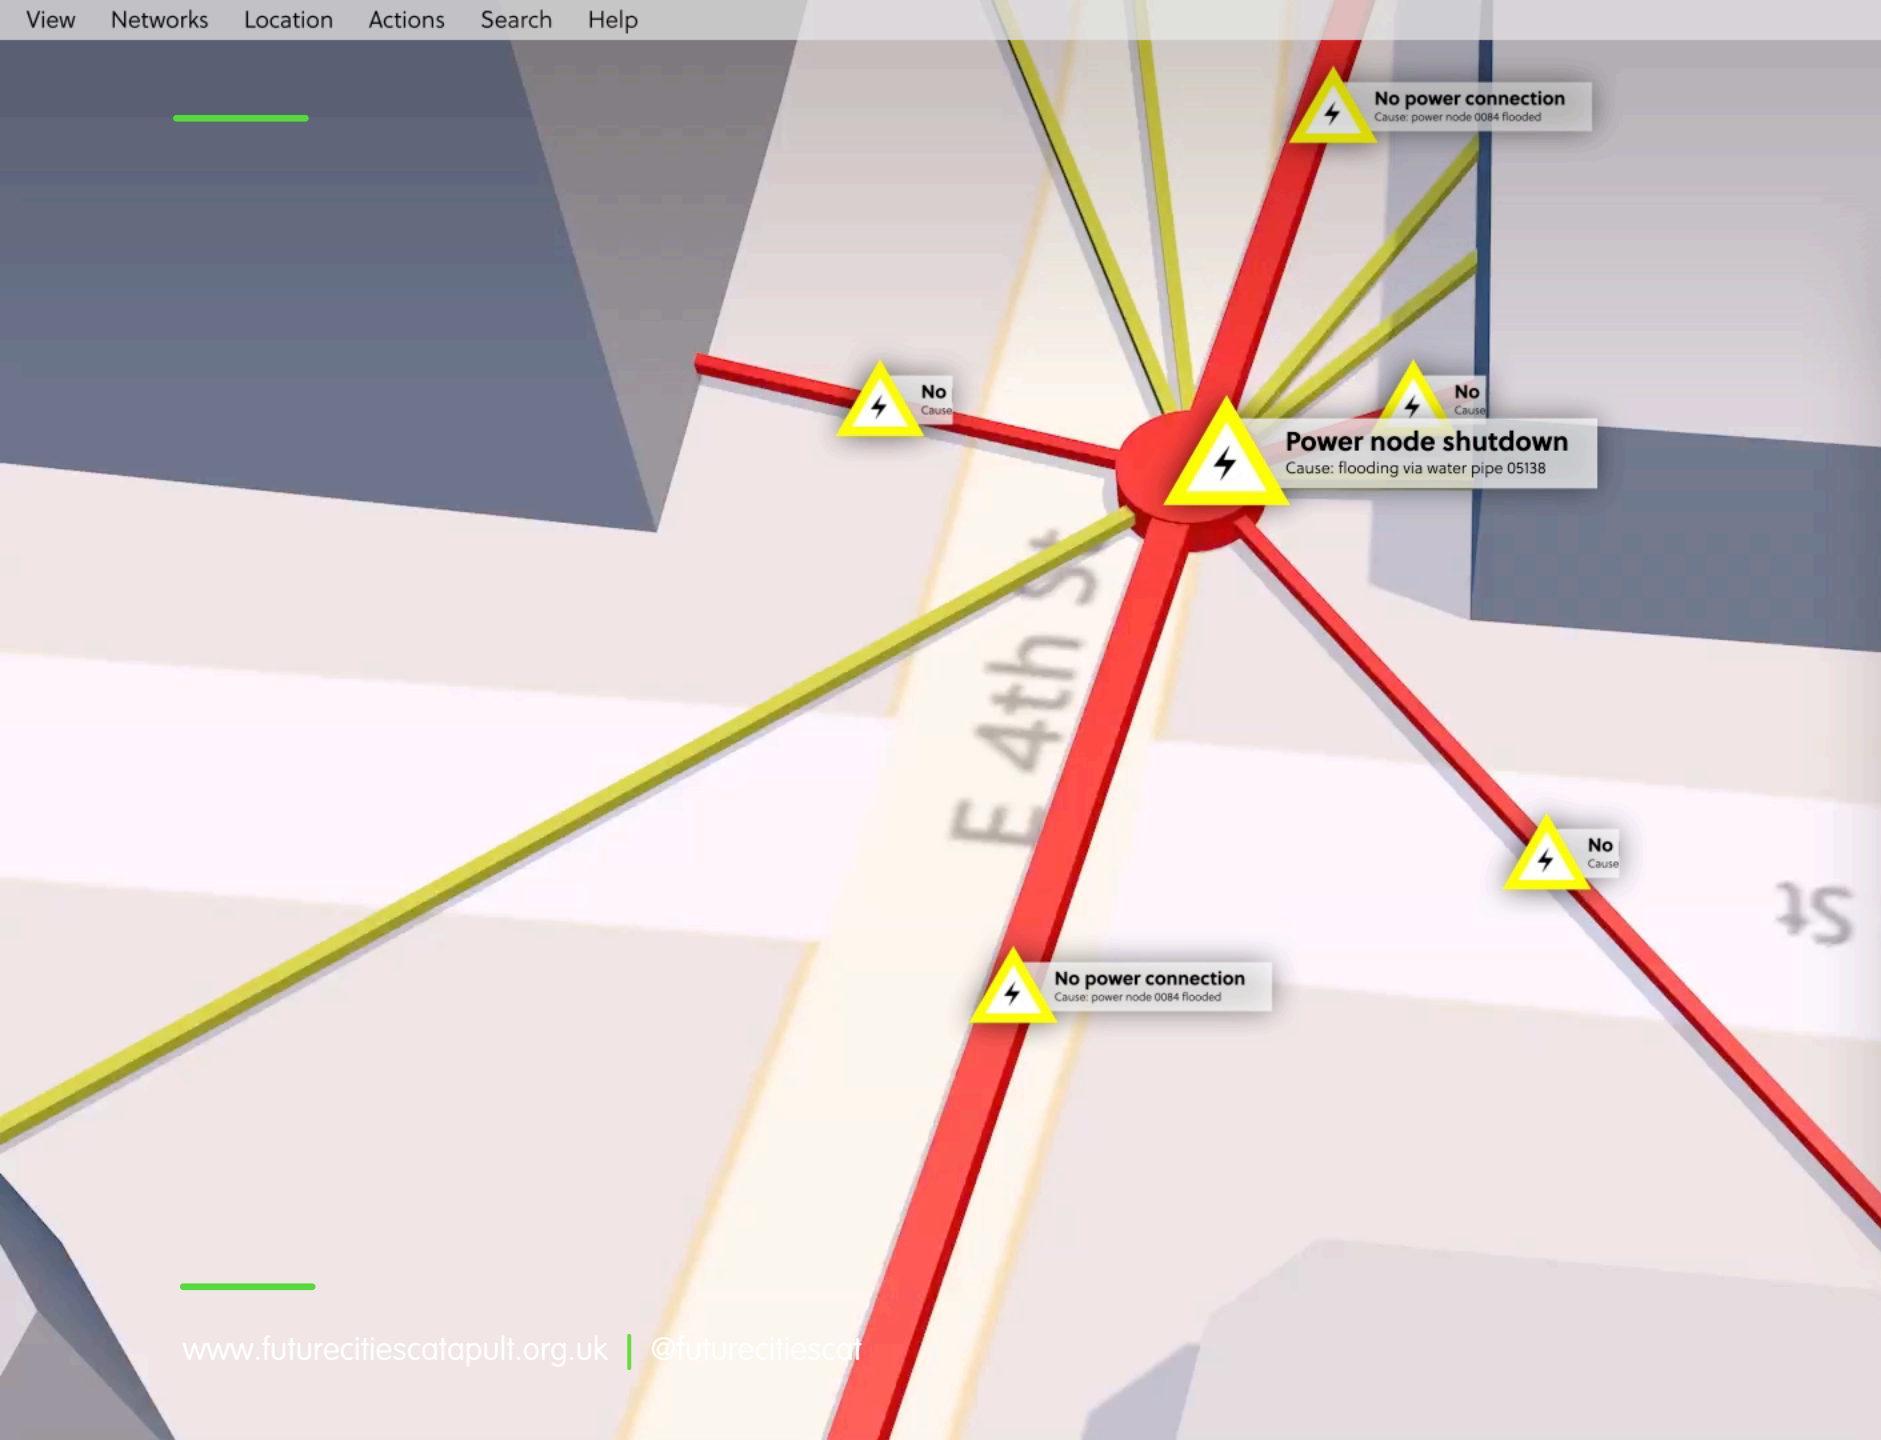 View Networks Location Actions Search Help
No power connection
Cause: power node 0084 flooded
No
Cause
No
Cause
Power node shutdown
Cause: flooding via water pipe 05138
E 4th St
No
Cause
St
No power connection
Cause: power node 0084 flooded
www.futurecitiescatapult.org.uk | @futurecitiescat